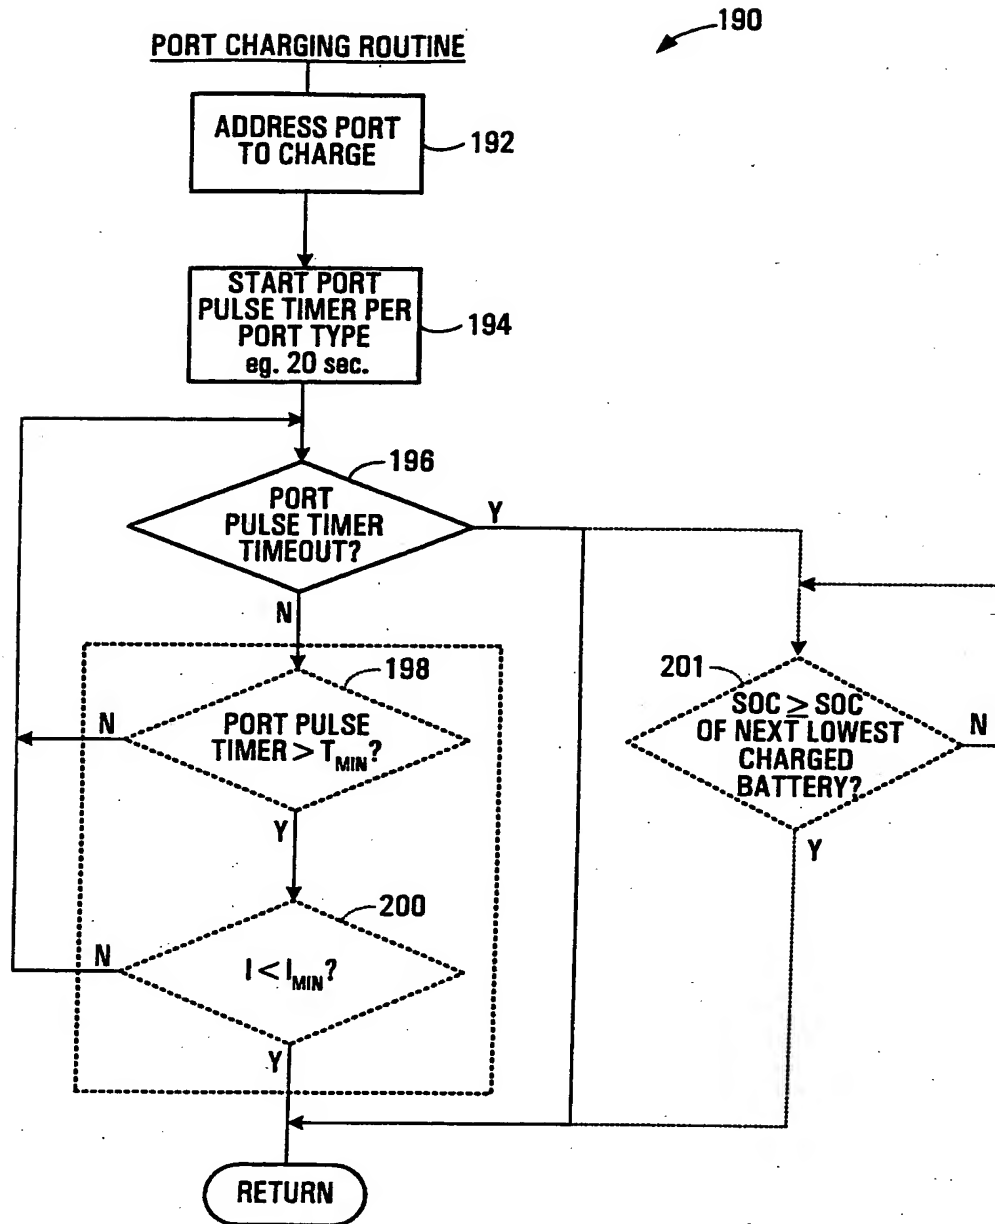 190
PORT CHARGING ROUTINE
ADDRESS PORT
TO CHARGE
192
START PORT
PULSE TIMER PER
PORT TYPE
eg. 20 sec.
194
196
PORT
PULSE TIMER
TIMEOUT?
Y
N
198
PORT PULSE
TIMER > T_MIN?
N
Y
201
SOC ≥ SOC
OF NEXT LOWEST
CHARGED
BATTERY?
N
Y
200
I < I_MIN?
N
Y
RETURN